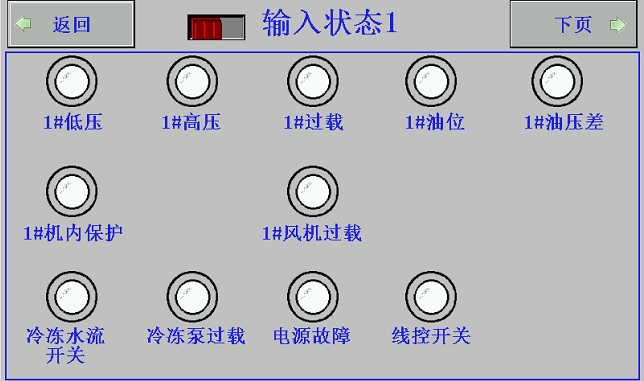 返回
输入状态1
下页
1#低压
1#高压
1#过载
1#油位
1#油压差
1#机内保护
1#风机过载
冷冻水流
开关
冷冻泵过载
电源故障
线控开关